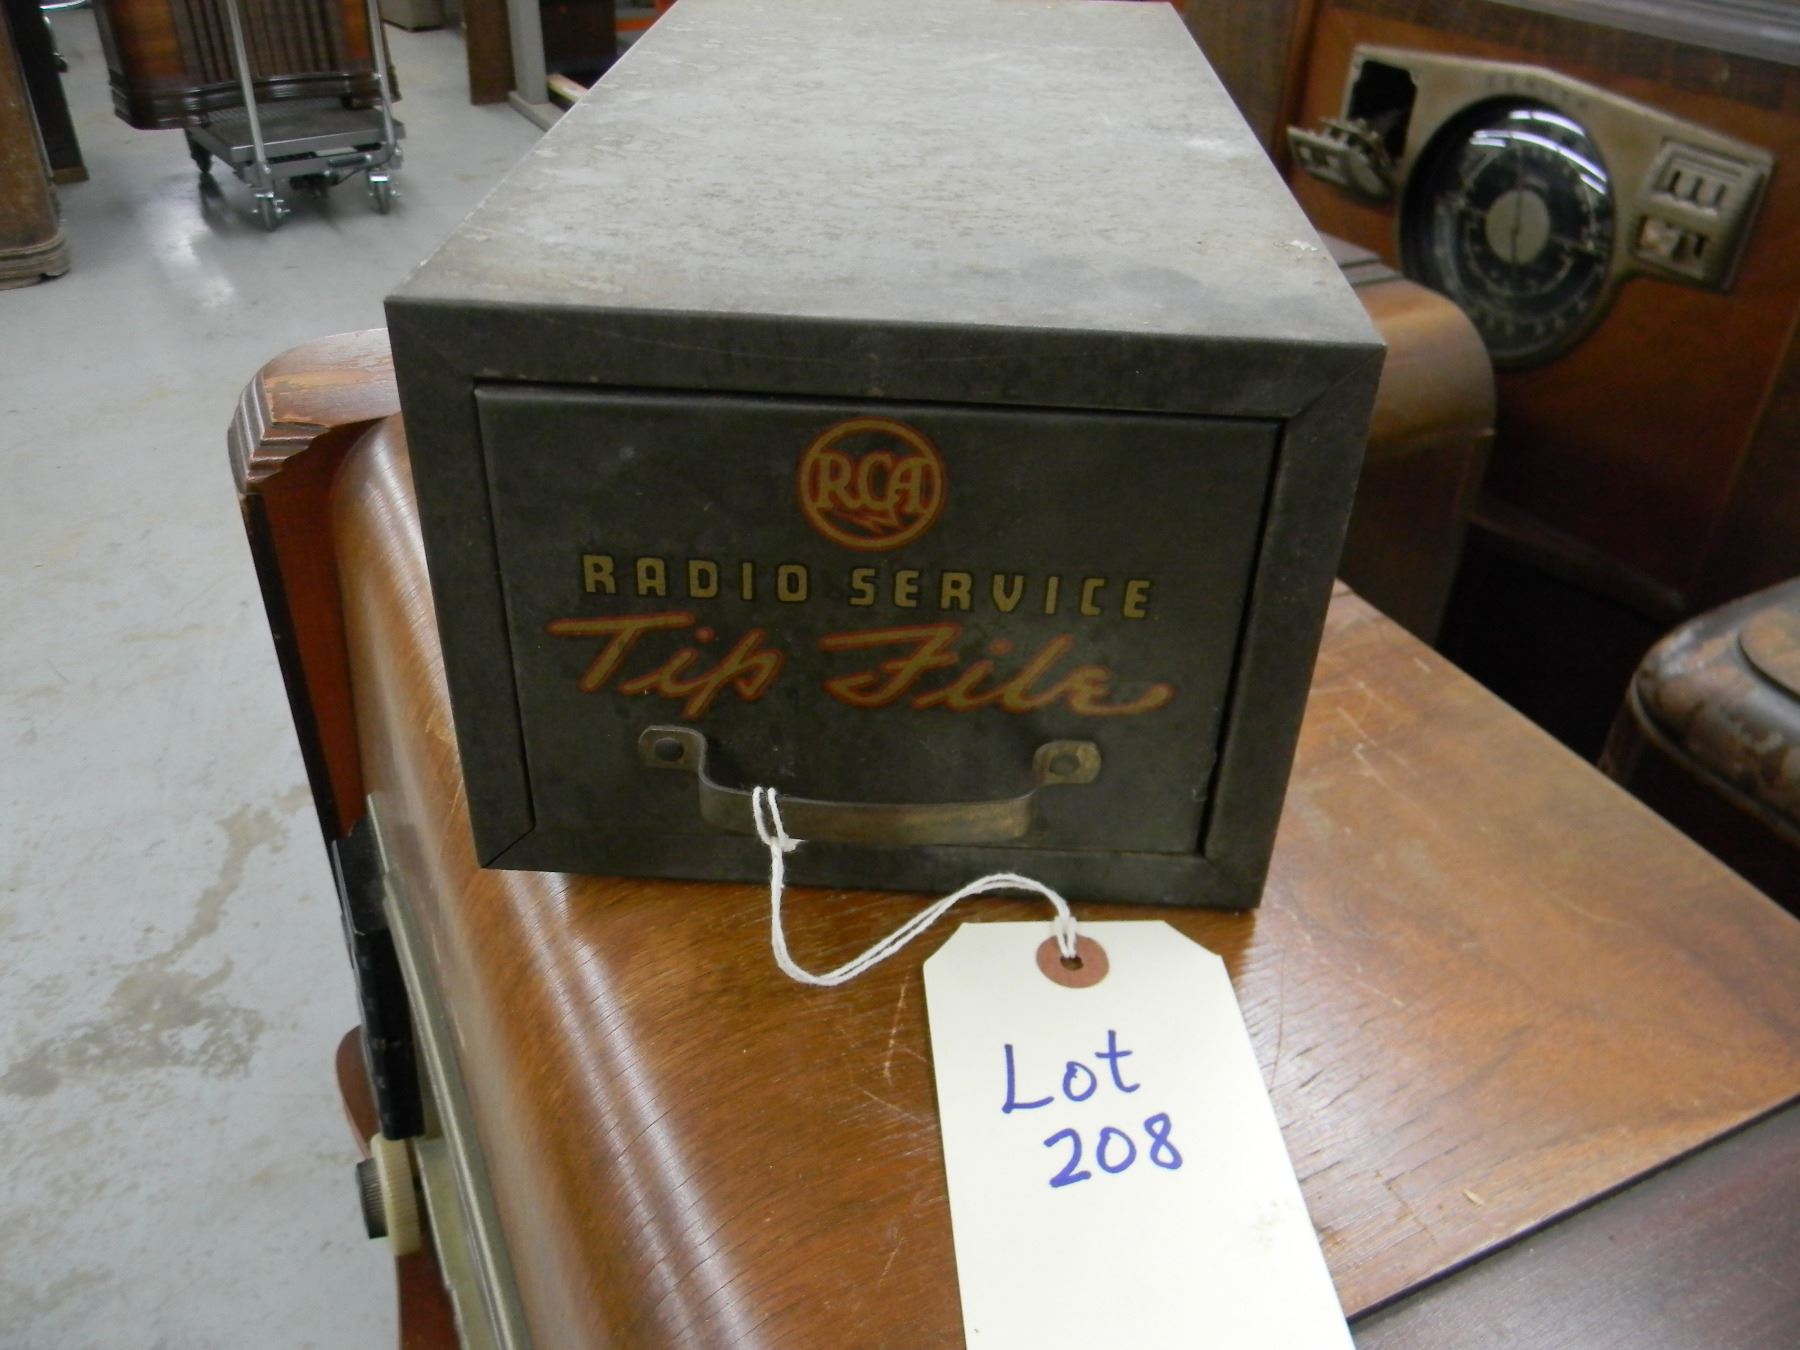 RCA
RADIO SERVICE
Tip File
Lot
208